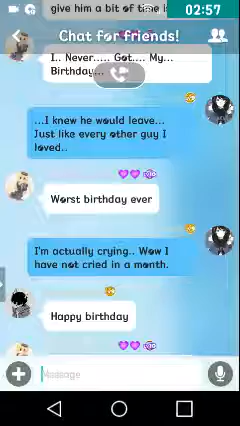 give him a bit of time i
02:57
Chat for friends!
I.. Never..... Got.... My...
Birthday...
...I knew he would leave...
Just like every other guy I
loved..
Worst birthday ever
I'm actually crying.. Wow I
have not cried in a month.
Happy birthday
Message